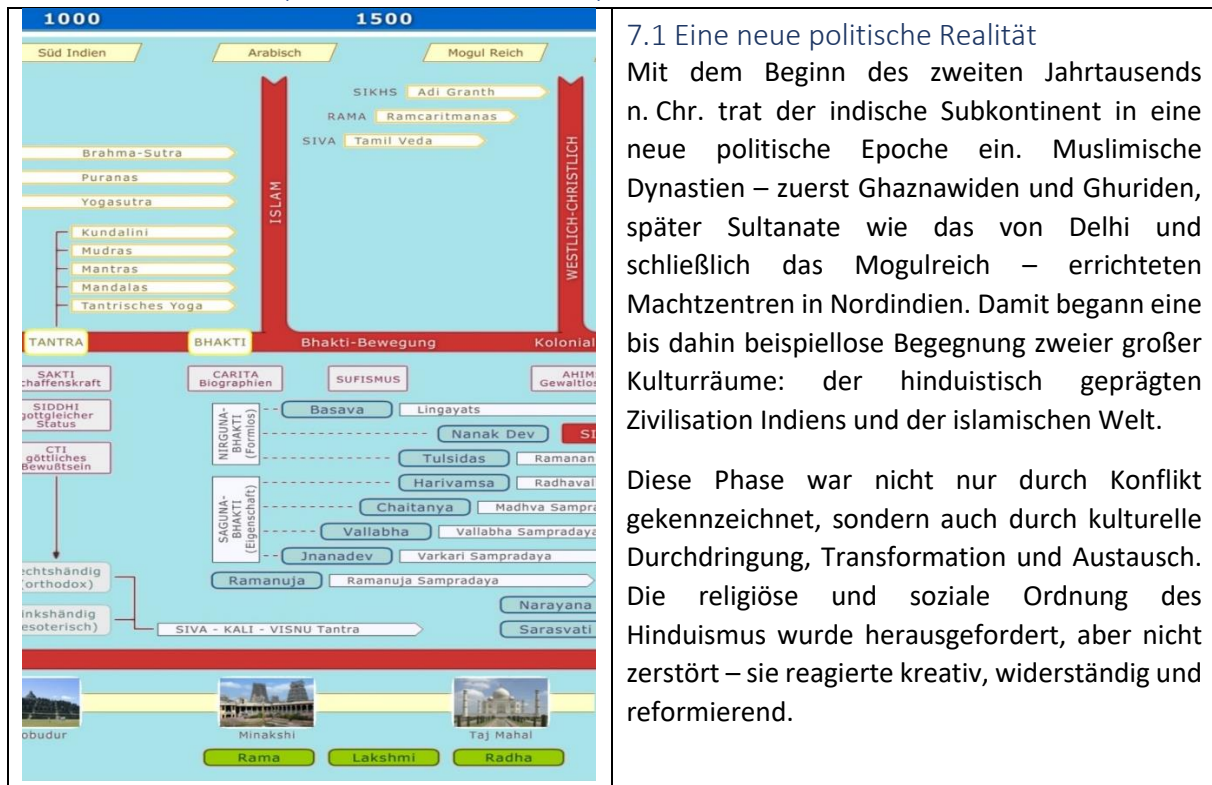 1000 1500
Süd Indien Arabisch Mogul Reich
SIKHS Adi Granth
RAMA Ramcaritmanas
SIVA Tamil Veda
Brahma-Sutra
Puranas
Yogasutra
Kundalini
Mudras
Mantras
Mandalas
Tantrisches Yoga
ISLAM
WESTLICH-CHRISTLICH
TANTRA BHAKTI Bhakti-Bewegung Kolonial
SAKTI
chaffenskraft
CARITA
Biographien
SUFISMUS
AHIM
Gewaltlos
SIDDHI
gottgleicher
Status
CTI
göttliches
Bewußtsein
NIRGUNA-
BHAKTI
(Formlos)
Basava Lingayats
Nanak Dev SI
Tulsidas Ramanan
SAGUNA-
BHAKTI
(Eigenschaft)
Harivamsa Radhaval
Chaitanya Madhva Sampra
Vallabha Vallabha Sampradaya
Jnanadev Varkari Sampradaya
Ramanuja Ramanuja Sampradaya
echtshändig
(orthodox)
inkshändig
esoterisch)
SIVA - KALI - VISNU Tantra
Narayana
Sarasvati
obudur Minakshi Taj Mahal
Rama Lakshmi Radha
7.1 Eine neue politische Realität
Mit dem Beginn des zweiten Jahrtausends
n. Chr. trat der indische Subkontinent in eine
neue politische Epoche ein. Muslimische
Dynastien – zuerst Ghaznawiden und Ghuriden,
später Sultanate wie das von Delhi und
schließlich das Mogulreich – errichteten
Machtzentren in Nordindien. Damit begann eine
bis dahin beispiellose Begegnung zweier großer
Kulturräume: der hinduistisch geprägten
Zivilisation Indiens und der islamischen Welt.
Diese Phase war nicht nur durch Konflikt
gekennzeichnet, sondern auch durch kulturelle
Durchdringung, Transformation und Austausch.
Die religiöse und soziale Ordnung des
Hinduismus wurde herausgefordert, aber nicht
zerstört – sie reagierte kreativ, widerständig und
reformierend.